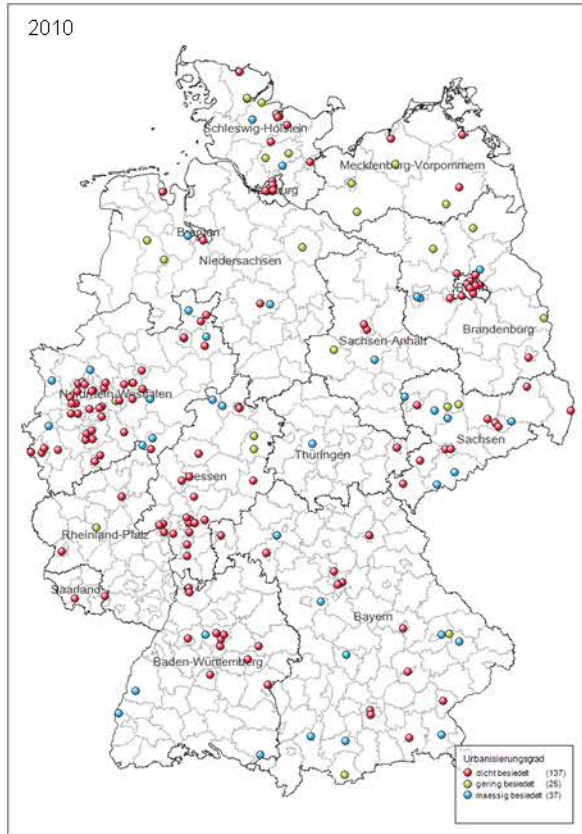 2010
Schleswig-Holstein
Mecklenburg-Vorpommern
Bremen
Niedersachsen
Brandenburg
Sachsen-Anhalt
Nordrhein-Westfalen
Sachsen
Thüringen
Hessen
Rheinland-Pfalz
Saarland
Bayern
Baden-Württemberg
Urbanisierungsgrad
dicht besiedelt (137)
gering besiedelt (25)
maessig besiedelt (37)